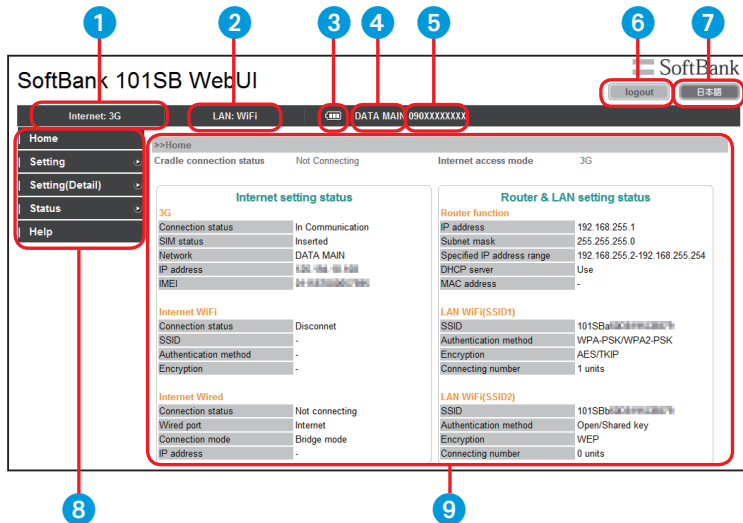 1 2 3 4 5 6 7
SoftBank
SoftBank 101SB WebUI
logout 日本語
Internet: 3G LAN: WiFi DATA MAIN 090XXXXXXXX
Home
Setting
Setting(Detail)
Status
Help
>>Home
Cradle connection status Not Connecting Internet access mode 3G
Internet setting status
3G
Connection status In Communication
SIM status Inserted
Network DATA MAIN
IP address
IMEI
Internet WiFi
Connection status Disconnet
SSID -
Authentication method -
Encryption -
Internet Wired
Connection status Not connecting
Wired port Internet
Connection mode Bridge mode
IP address -
Router & LAN setting status
Router function
IP address 192.168.255.1
Subnet mask 255.255.255.0
Specified IP address range 192.168.255.2-192.168.255.254
DHCP server Use
MAC address -
LAN WiFi(SSID1)
SSID 101SBa
Authentication method WPA-PSK/WPA2-PSK
Encryption AES/TKIP
Connecting number 1 units
LAN WiFi(SSID2)
SSID 101SBb
Authentication method Open/Shared key
Encryption WEP
Connecting number 0 units
8 9